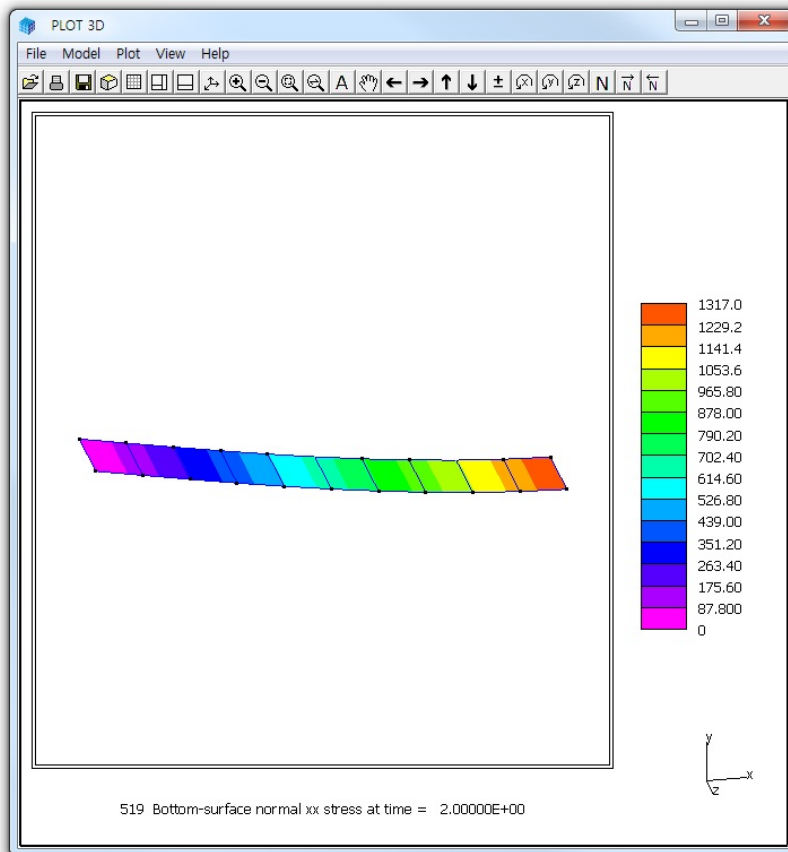 PLOT 3D
File Model Plot View Help
A X Y Z N N N
1317.0
1229.2
1141.4
1053.6
965.80
878.00
790.20
702.40
614.60
526.80
439.00
351.20
263.40
175.60
87.800
0
y
x
z
519 Bottom-surface normal xx stress at time = 2.00000E+00